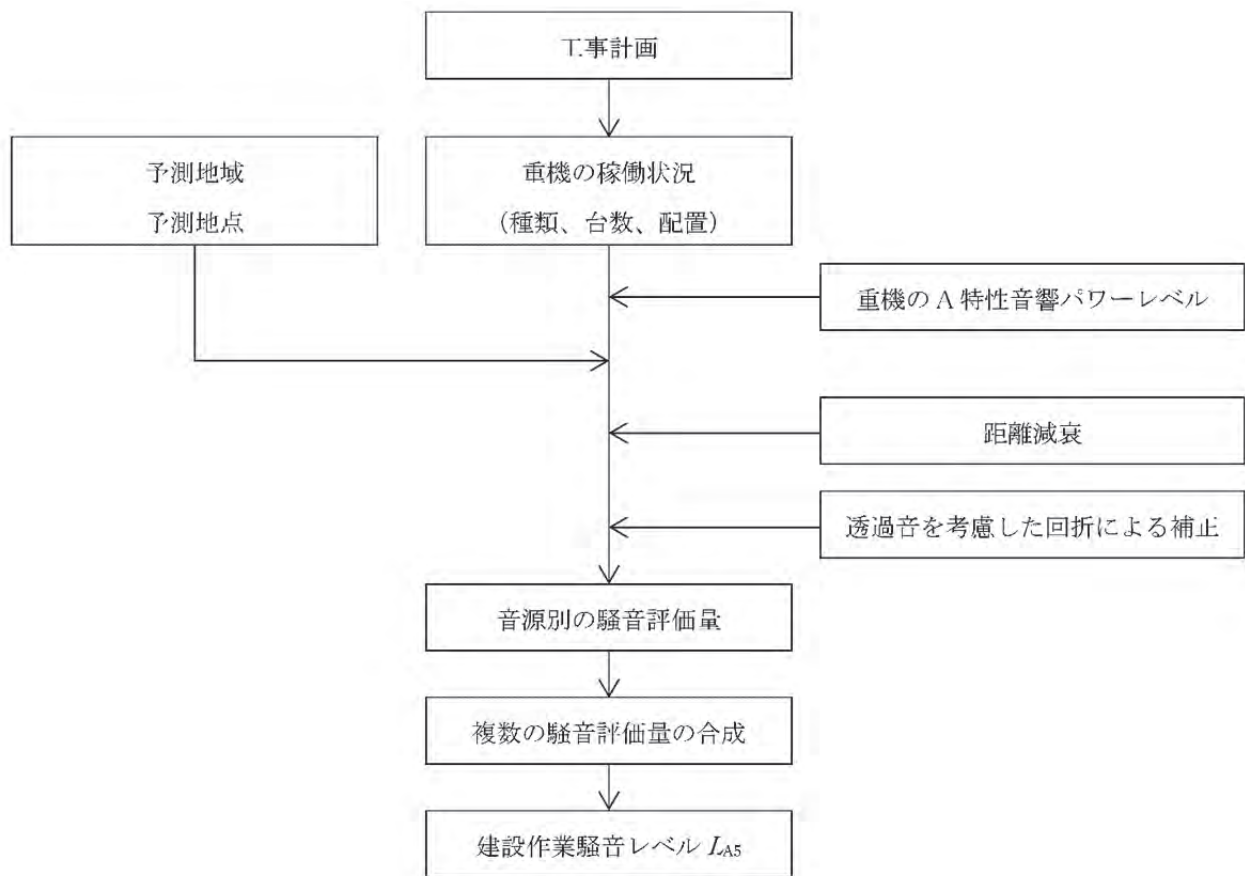 工事計画
予測地域
予測地点
重機の稼働状況
（種類、台数、配置）
重機のA特性音響パワーレベル
距離減衰
透過音を考慮した回折による補正
音源別の騒音評価量
複数の騒音評価量の合成
建設作業騒音レベル LA5